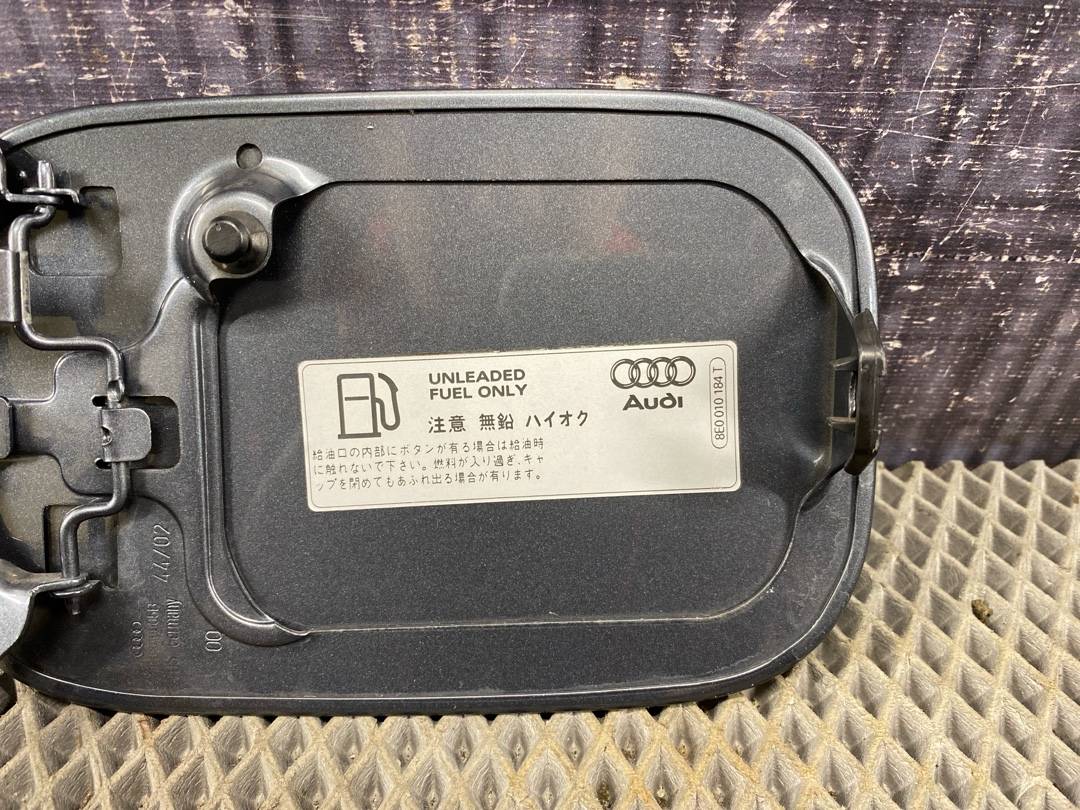 UNLEADED
FUEL ONLY
注意 無鉛 ハイオク
給油口の内部にボタンが有る場合は給油時
に触れないで下さい。燃料が入り過ぎ、キャ
ップを閉めてもあふれ出る場合が有ります。
Audi
8E0 010 184 T
44/02
Germany
00